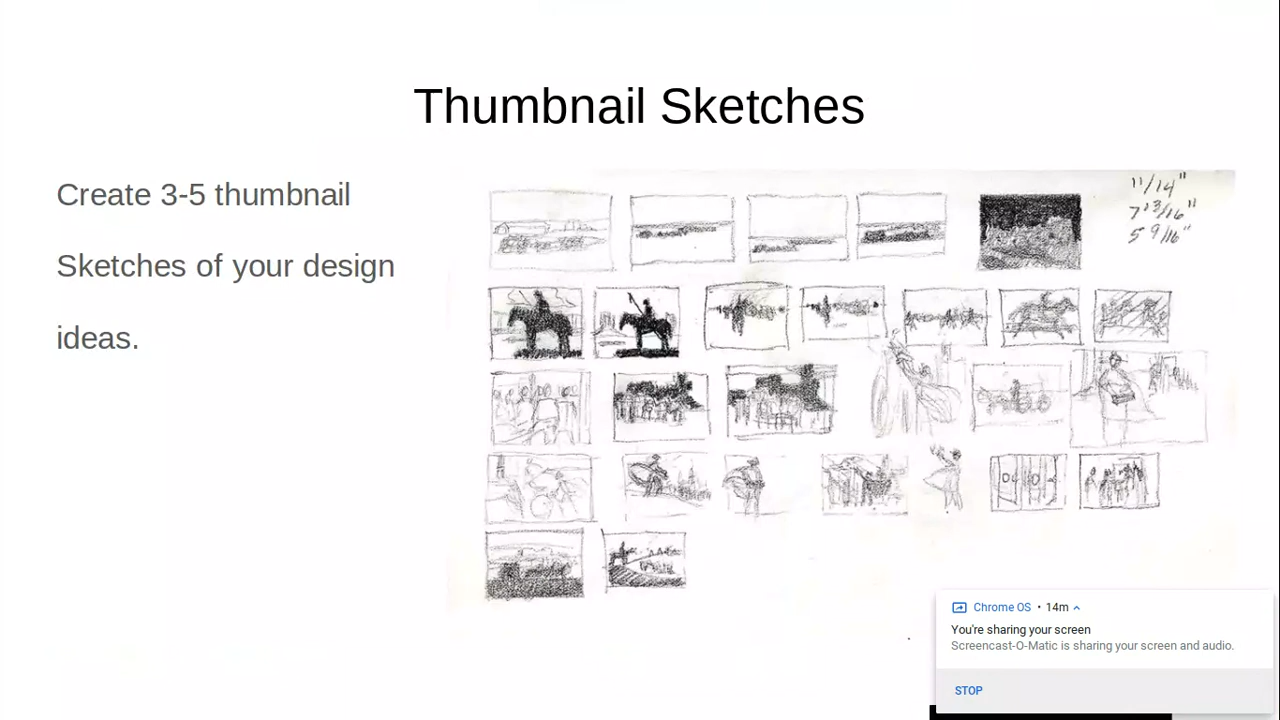 Thumbnail Sketches
Create 3-5 thumbnail
Sketches of your design
ideas.
11/14"
7 13/16"
5 9/16"
Chrome OS • 14m
You're sharing your screen
Screencast-O-Matic is sharing your screen and audio.
STOP